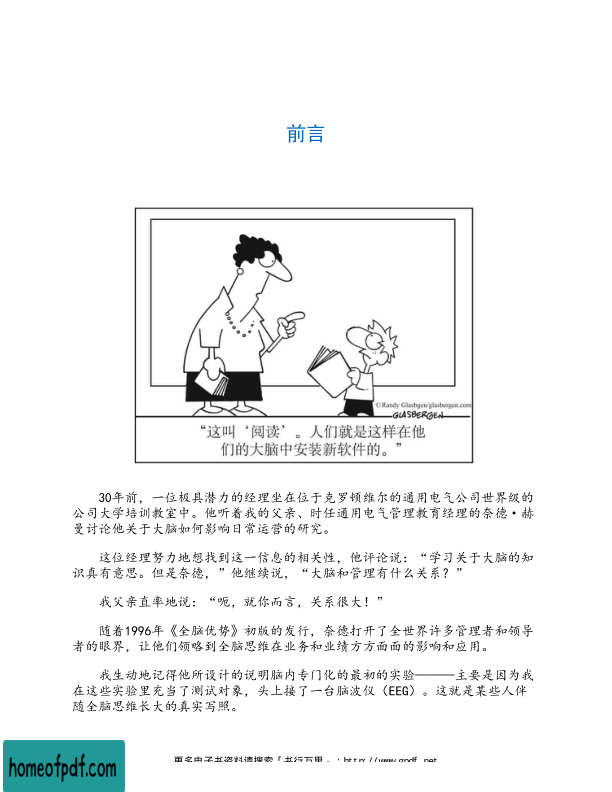 前言
© Randy Glasbgen/glasbergen.com
GLASBERGEN
“这叫‘阅读’。人们就是这样在他
们的大脑中安装新软件的。”
30年前，一位极具潜力的经理坐在位于克罗顿维尔的通用电气公司世界级的
公司大学培训教室中。他听着我的父亲、时任通用电气管理教育经理的奈德·赫
曼讨论他关于大脑如何影响日常运营的研究。
这位经理努力地想找到这一信息的相关性，他评论说：“学习关于大脑的知
识真有意思。但是奈德，”他继续说，“大脑和管理有什么关系？”
我父亲直率地说：“呃，就你而言，关系很大！”
随着1996年《全脑优势》初版的发行，奈德打开了全世界许多管理者和领导
者的眼界，让他们领略到全脑思维在业务和业绩方方面面的影响和应用。
我生动地记得他所设计的说明脑内专门化的最初的实验———主要是因为我
在这些实验里充当了测试对象，头上接了一台脑波仪（EEG）。这就是某些人伴
随全脑思维长大的真实写照。
更多电子书资料请搜索「书行万里」：http://www.gpdf.net
homeofpdf.com